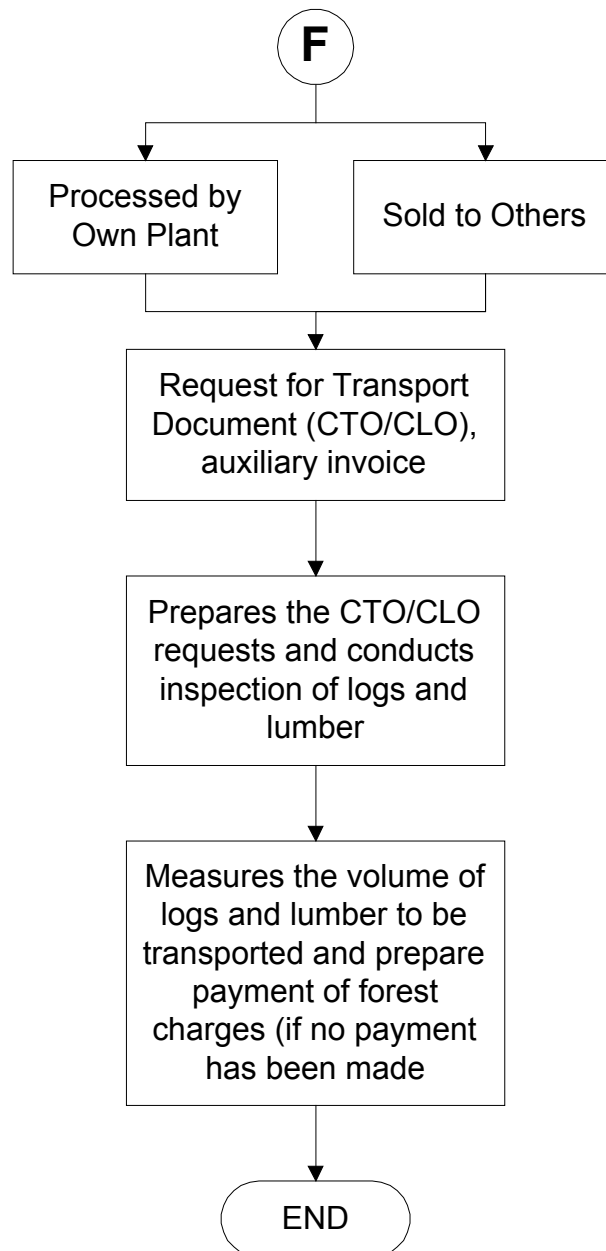 F
Processed by
Own Plant
Sold to Others
Request for Transport
Document (CTO/CLO),
auxiliary invoice
Prepares the CTO/CLO
requests and conducts
inspection of logs and
lumber
Measures the volume of
logs and lumber to be
transported and prepare
payment of forest
charges (if no payment
has been made
END